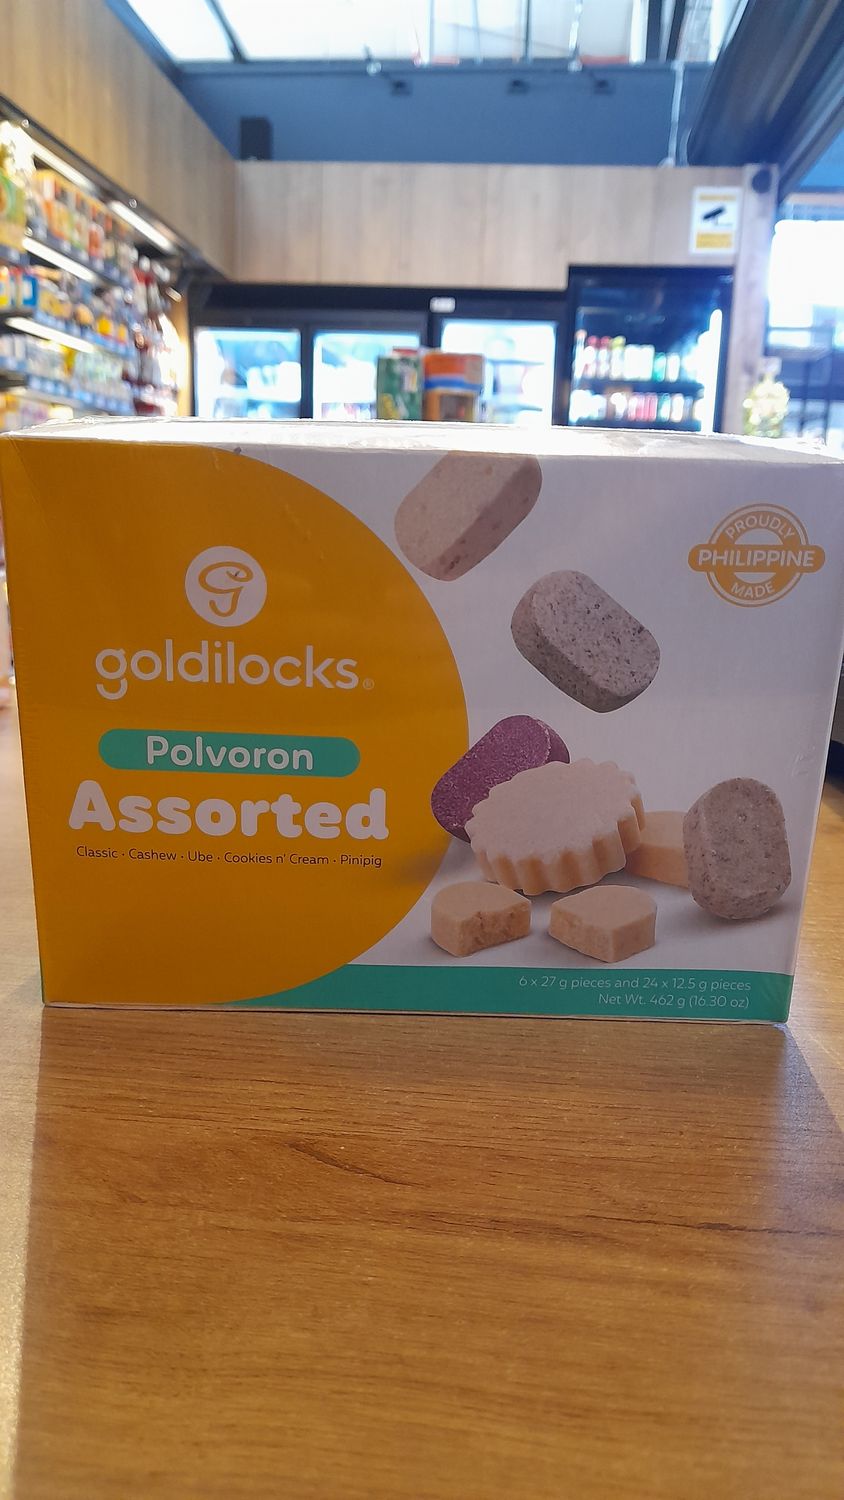 goldilocks®
Polvoron
Assorted
Classic · Cashew · Ube · Cookies n' Cream · Pinipig
PROUDLY
PHILIPPINE
MADE
6 x 27 g pieces and 24 x 12.5 g pieces
Net Wt. 462 g (16.30 oz)